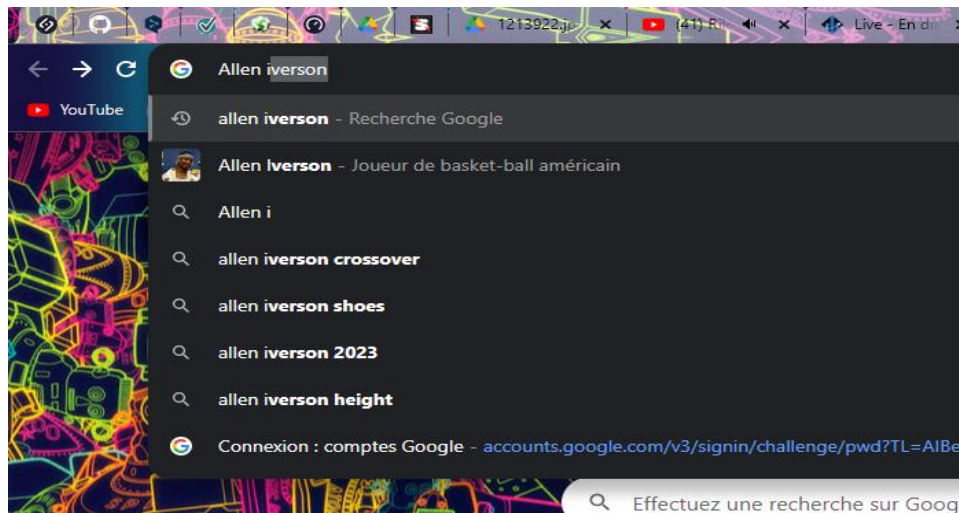 1213922.jp
(41) Ri
Live - En di
Allen iverson
YouTube
allen iverson - Recherche Google
Allen Iverson - Joueur de basket-ball américain
Allen i
allen iverson crossover
allen iverson shoes
allen iverson 2023
allen iverson height
Connexion : comptes Google - accounts.google.com/v3/signin/challenge/pwd?TL=AlBe
Effectuez une recherche sur Goog